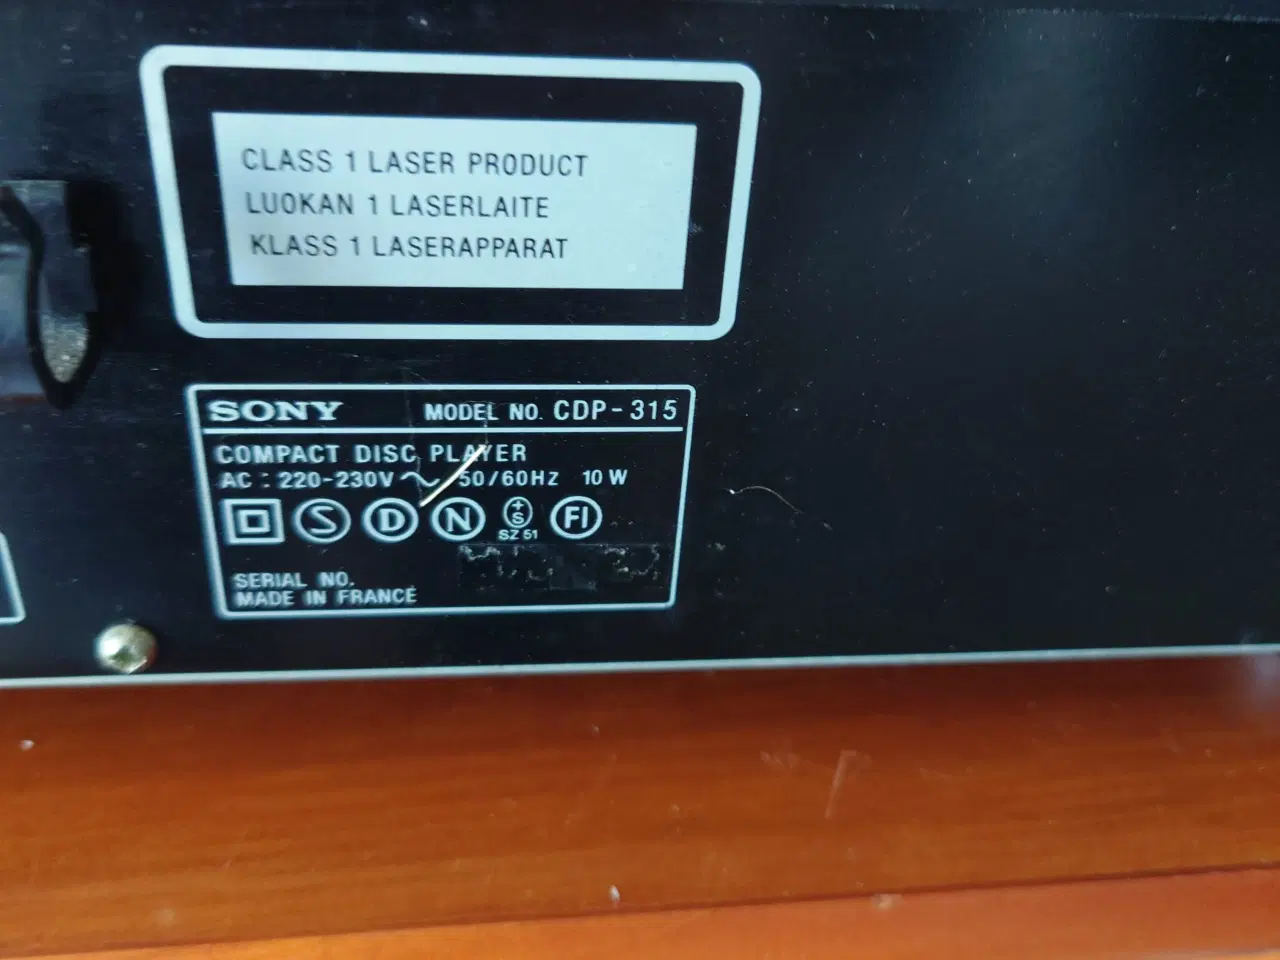 CLASS 1 LASER PRODUCT
LUOKAN 1 LASERLAITE
KLASS 1 LASERAPPARAT
SONY MODEL NO. CDP-315
COMPACT DISC PLAYER
AC : 220-230V ~ 50/60Hz 10 W
S D N +S FI
SZ 51
SERIAL NO.
MADE IN FRANCE